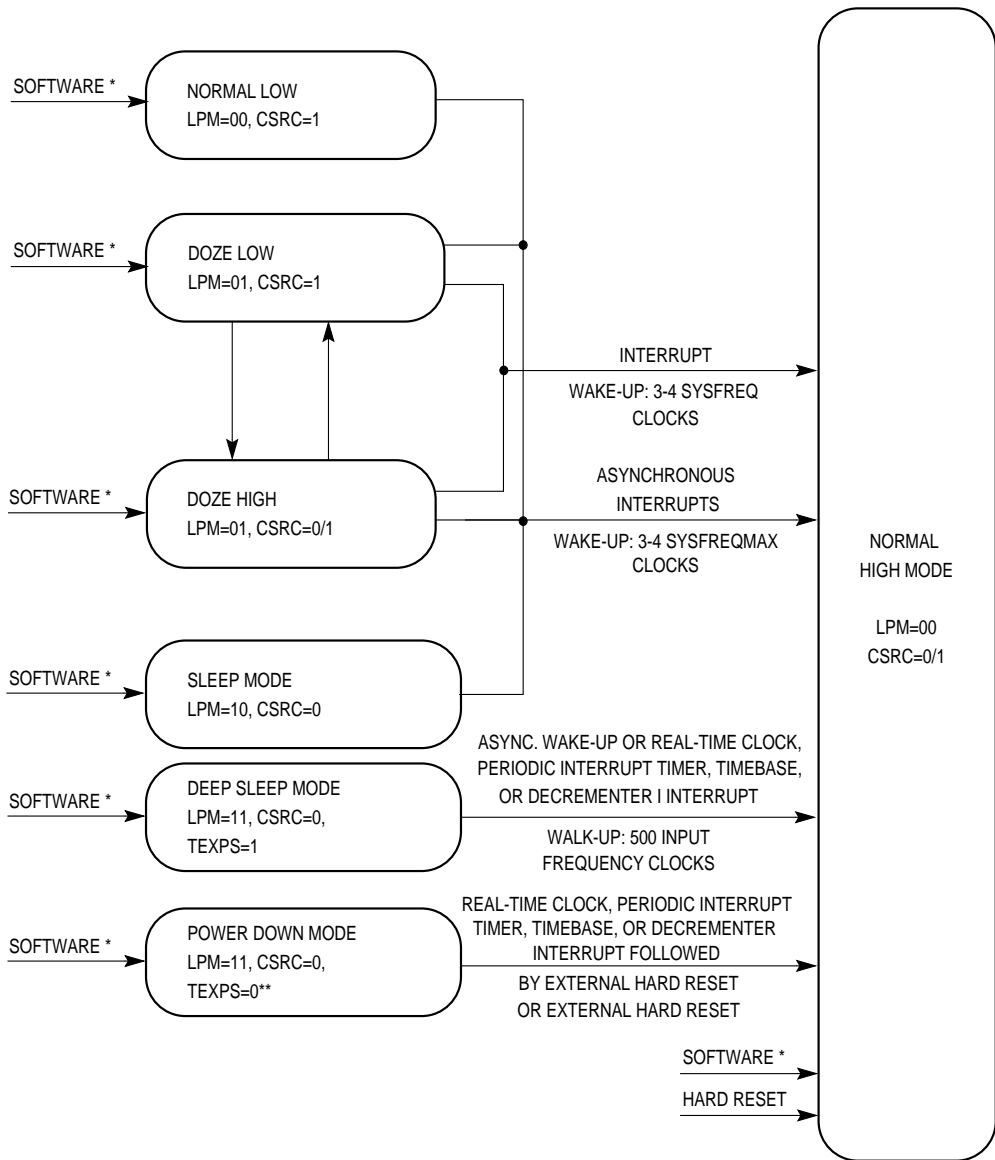 SOFTWARE *
NORMAL LOW
LPM=00, CSRC=1
SOFTWARE *
DOZE LOW
LPM=01, CSRC=1
INTERRUPT
WAKE-UP: 3-4 SYSFREQ
CLOCKS
SOFTWARE *
DOZE HIGH
LPM=01, CSRC=0/1
ASYNCHRONOUS
INTERRUPTS
WAKE-UP: 3-4 SYSFREQMAX
CLOCKS
NORMAL
HIGH MODE
LPM=00
CSRC=0/1
SOFTWARE *
SLEEP MODE
LPM=10, CSRC=0
SOFTWARE *
DEEP SLEEP MODE
LPM=11, CSRC=0,
TEXPS=1
ASYNC. WAKE-UP OR REAL-TIME CLOCK,
PERIODIC INTERRUPT TIMER, TIMEBASE,
OR DECREMENTER I INTERRUPT
WALK-UP: 500 INPUT
FREQUENCY CLOCKS
SOFTWARE *
POWER DOWN MODE
LPM=11, CSRC=0,
TEXPS=0**
REAL-TIME CLOCK, PERIODIC INTERRUPT
TIMER, TIMEBASE, OR DECREMENTER
INTERRUPT FOLLOWED
BY EXTERNAL HARD RESET
OR EXTERNAL HARD RESET
SOFTWARE *
HARD RESET